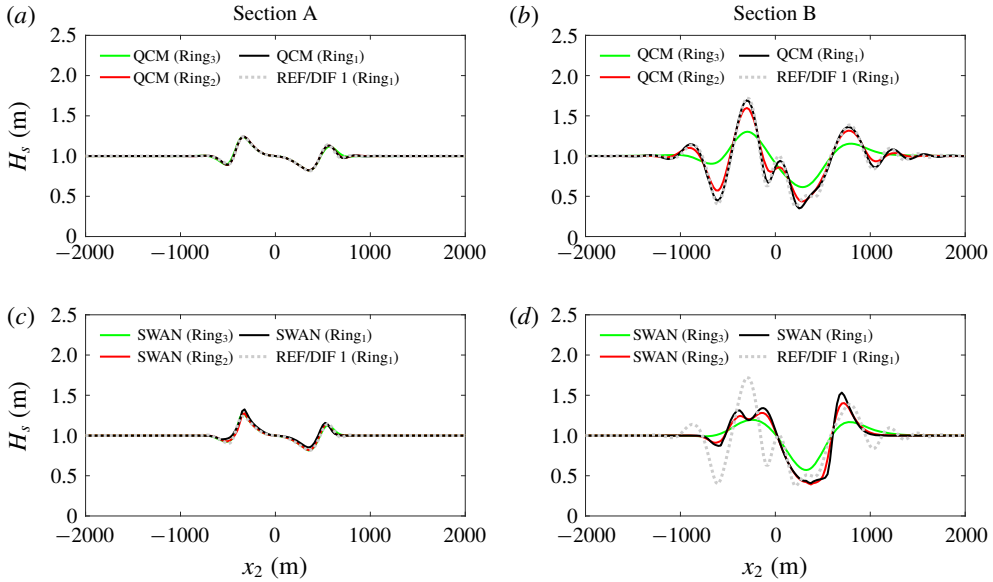 (a) Section A
2.5
QCM (Ring3) QCM (Ring1)
2.0
QCM (Ring2) REF/DIF 1 (Ring1)
1.5
Hs (m)
1.0
0.5
0
−2000 −1000 0 1000 2000
(b) Section B
2.5
QCM (Ring3) QCM (Ring1)
2.0
QCM (Ring2) REF/DIF 1 (Ring1)
1.5
1.0
0.5
0
−2000 −1000 0 1000 2000
(c)
2.5
SWAN (Ring3) SWAN (Ring1)
2.0
SWAN (Ring2) REF/DIF 1 (Ring1)
1.5
Hs (m)
1.0
0.5
0
−2000 −1000 0 1000 2000
x2 (m)
(d)
2.5
SWAN (Ring3) SWAN (Ring1)
2.0
SWAN (Ring2) REF/DIF 1 (Ring1)
1.5
1.0
0.5
0
−2000 −1000 0 1000 2000
x2 (m)